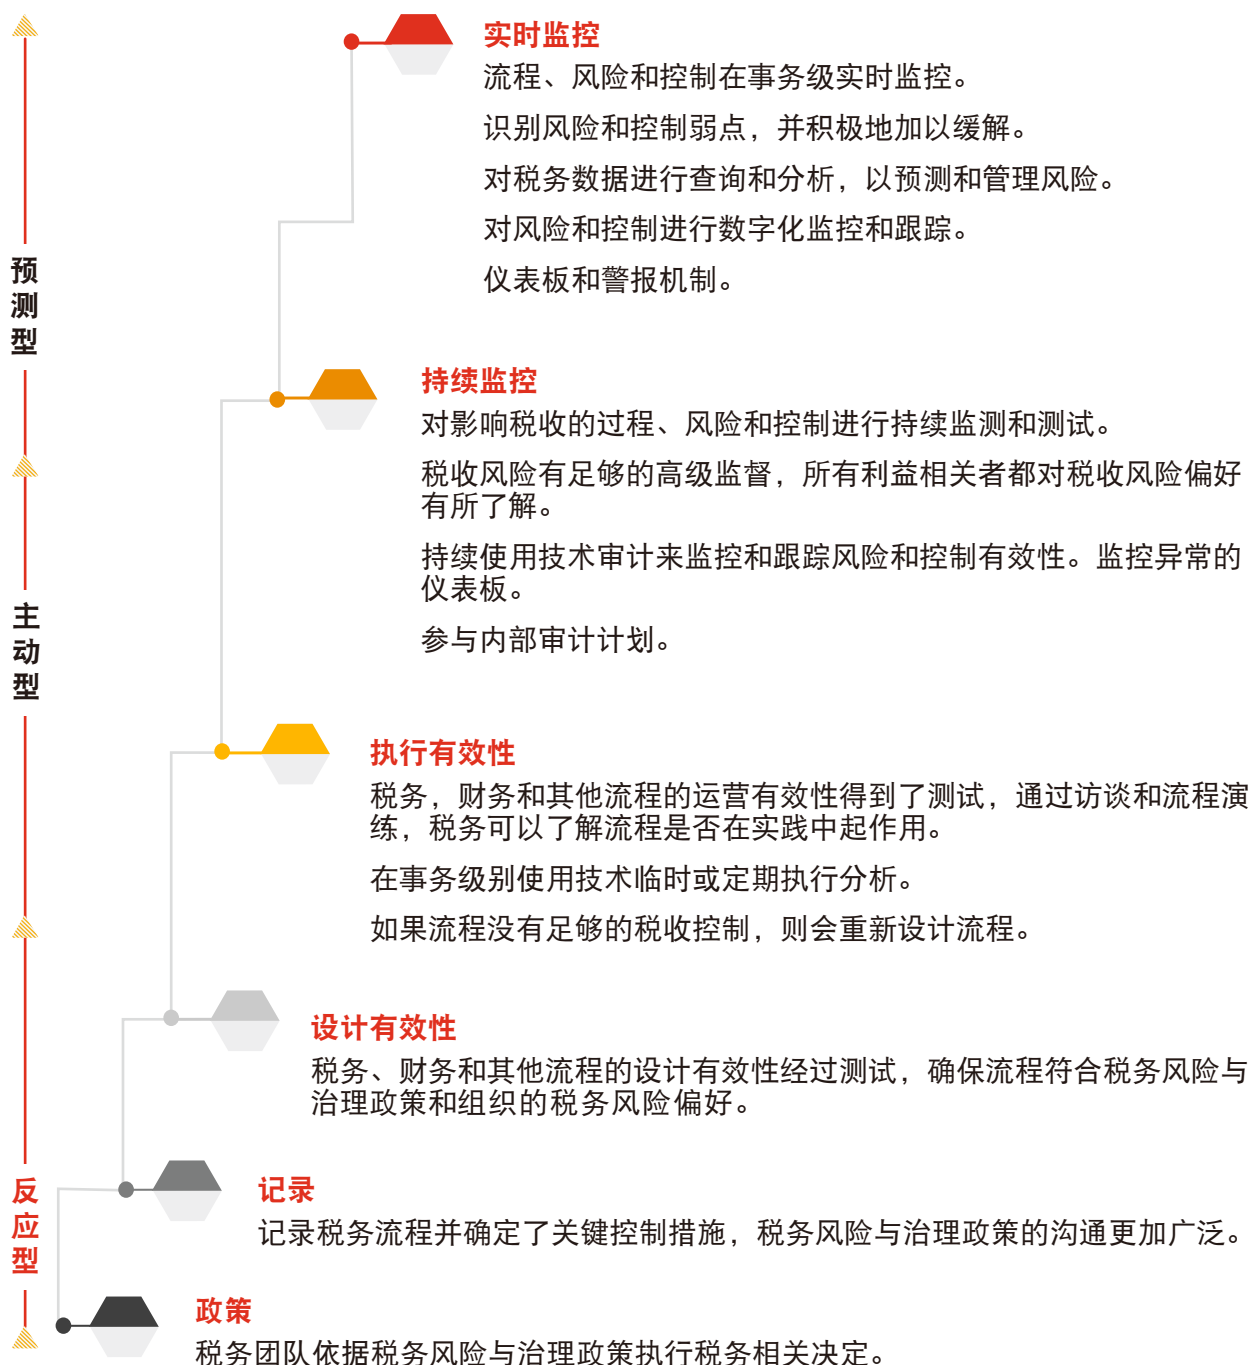 实时监控
流程、风险和控制在事务级实时监控。
识别风险和控制弱点，并积极地加以缓解。
对税务数据进行查询和分析，以预测和管理风险。
对风险和控制进行数字化监控和跟踪。
仪表板和警报机制。
预测型
持续监控
对影响税收的过程、风险和控制进行持续监测和测试。
税收风险有足够的高级监督，所有利益相关者都对税收风险偏好
有所了解。
持续使用技术审计来监控和跟踪风险和控制有效性。监控异常的
仪表板。
参与内部审计计划。
主动型
执行有效性
税务，财务和其他流程的运营有效性得到了测试，通过访谈和流程演
练，税务可以了解流程是否在实践中起作用。
在事务级别使用技术临时或定期执行分析。
如果流程没有足够的税收控制，则会重新设计流程。
设计有效性
税务、财务和其他流程的设计有效性经过测试，确保流程符合税务风险与
治理政策和组织的税务风险偏好。
反应型
记录
记录税务流程并确定了关键控制措施，税务风险与治理政策的沟通更加广泛。
政策
税务团队依据税务风险与治理政策执行税务相关决定。